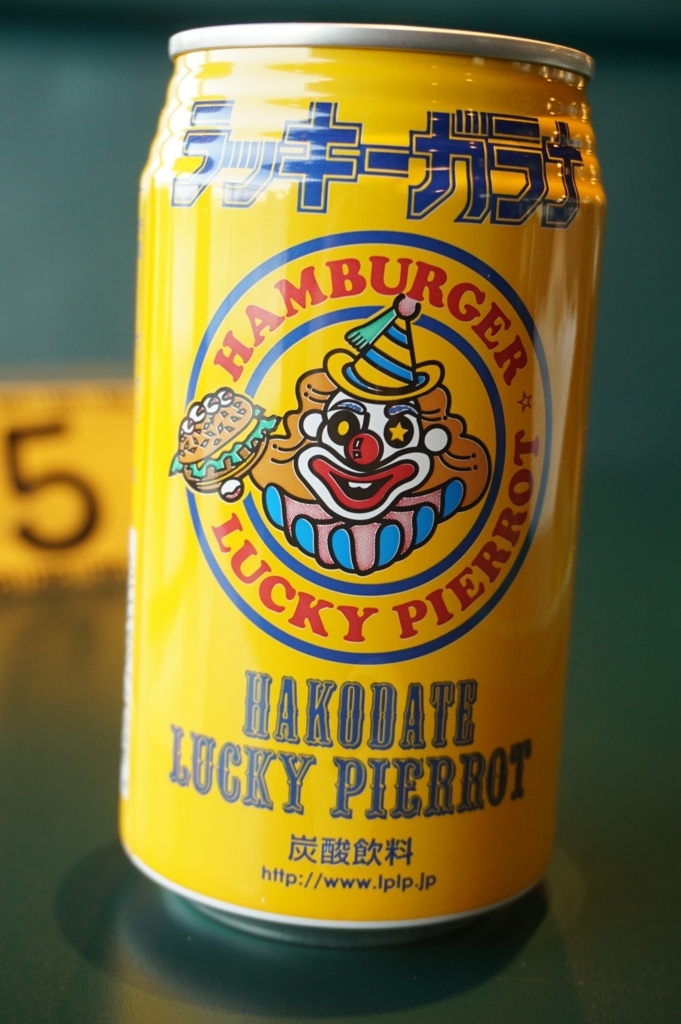 ラッキーガラナ
HAMBURGER
LUCKY PIERROT
HAKODATE
LUCKY PIERROT
炭酸飲料
http://www.lplp.jp
5